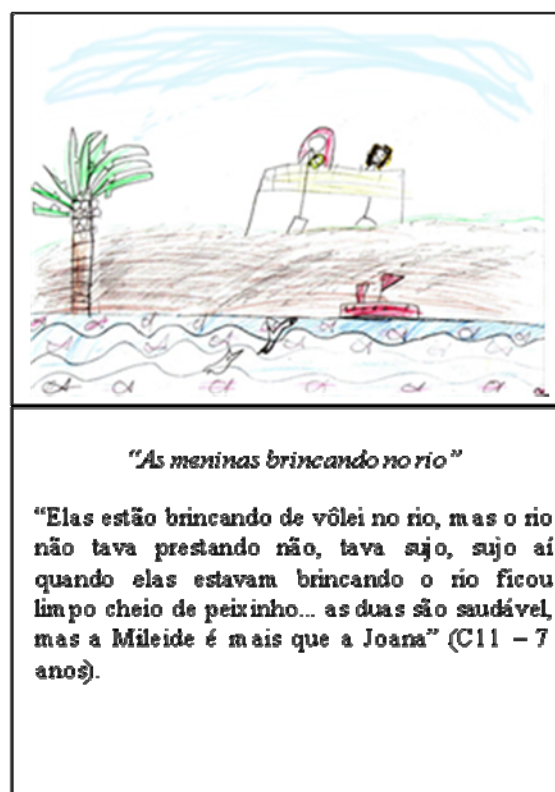 “As meninas brincando no rio”
“Elas estão brincando de vôlei no rio, mas o rio
não tava prestando não, tava sujo, sujo aí
quando elas estavam brincando o rio ficou
limpo cheio de peixinho... as duas são saudável,
mas a Mileide é mais que a Joana” (C11 – 7
anos).